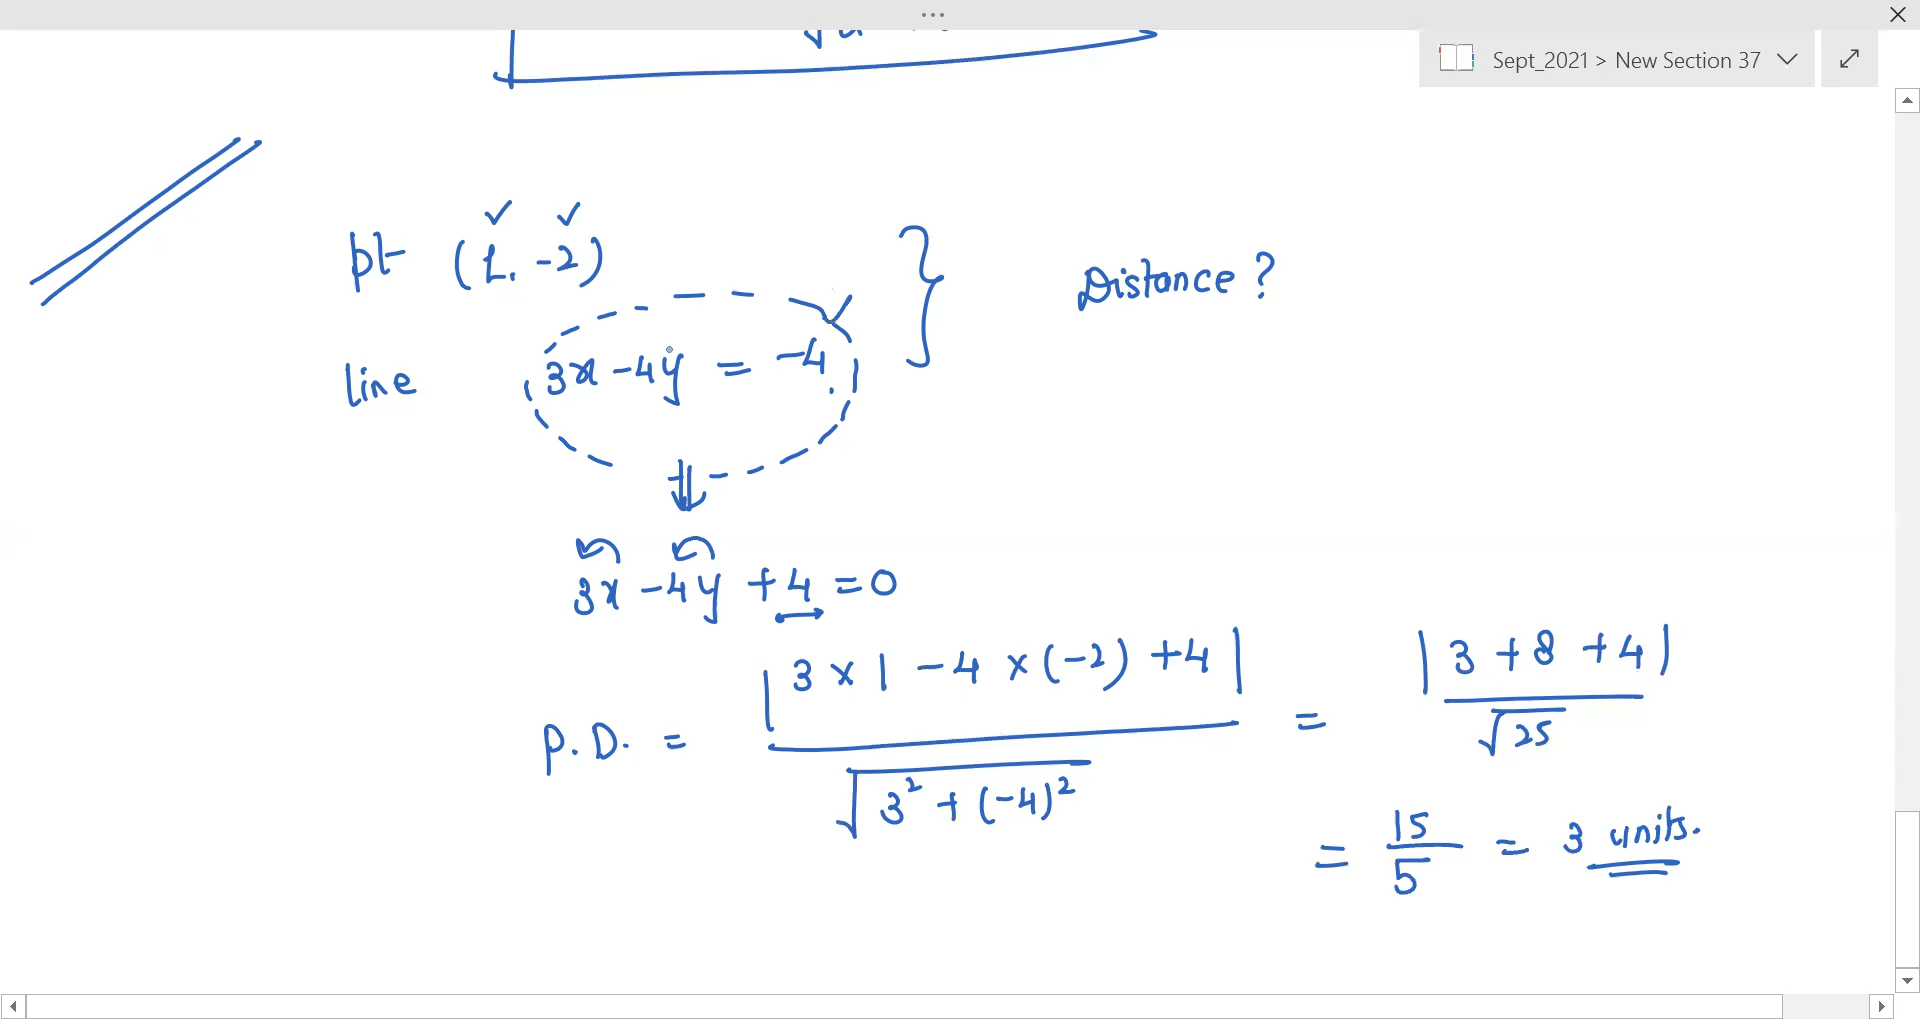 Sept_2021 > New Section 37
pt (1, -2)
Distance ?
line 3x - 4y = -4
3x - 4y + 4 = 0
P.D. = |3 × 1 - 4 × (-2) + 4| / √(3² + (-4)²) = |3 + 8 + 4| / √25
= 15/5 = 3 units.